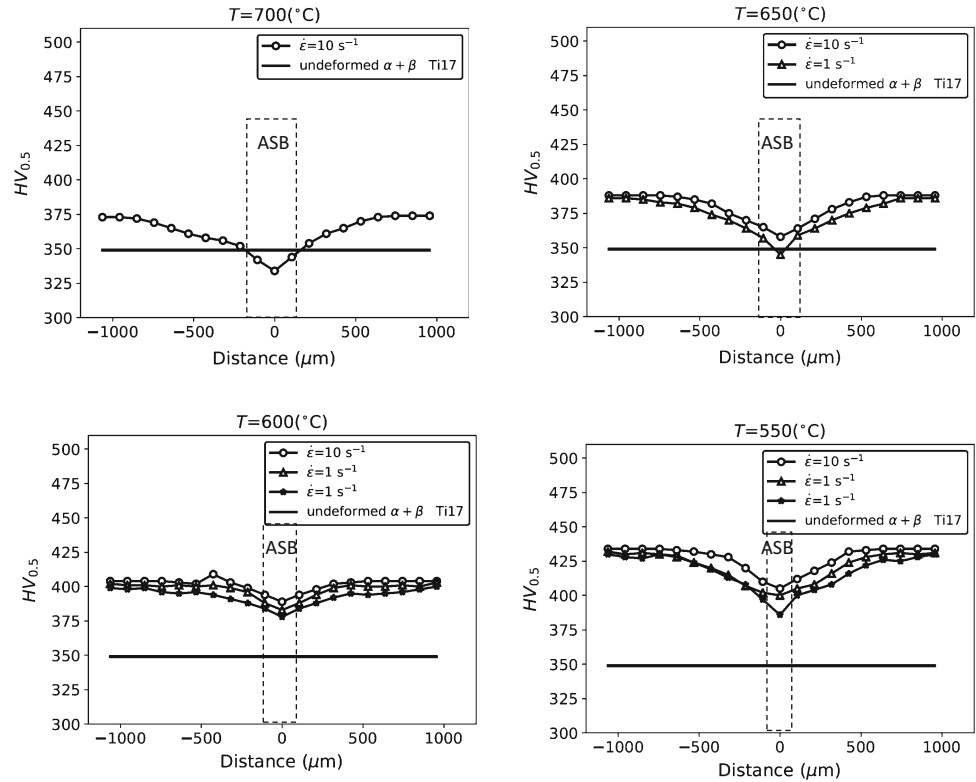 T=700(°C)
ε̇=10 s⁻¹
undeformed α + β Ti17
ASB
HV0.5
500
475
450
425
400
375
350
325
300
−1000
−500
0
500
1000
Distance (μm)
T=650(°C)
ε̇=10 s⁻¹
ε̇=1 s⁻¹
undeformed α + β Ti17
ASB
HV0.5
500
475
450
425
400
375
350
325
300
−1000
−500
0
500
1000
Distance (μm)
T=600(°C)
ε̇=10 s⁻¹
ε̇=1 s⁻¹
ε̇=1 s⁻¹
undeformed α + β Ti17
ASB
HV0.5
500
475
450
425
400
375
350
325
300
−1000
−500
0
500
1000
Distance (μm)
T=550(°C)
ε̇=10 s⁻¹
ε̇=1 s⁻¹
ε̇=1 s⁻¹
undeformed α + β Ti17
ASB
HV0.5
500
475
450
425
400
375
350
325
300
−1000
−500
0
500
1000
Distance (μm)